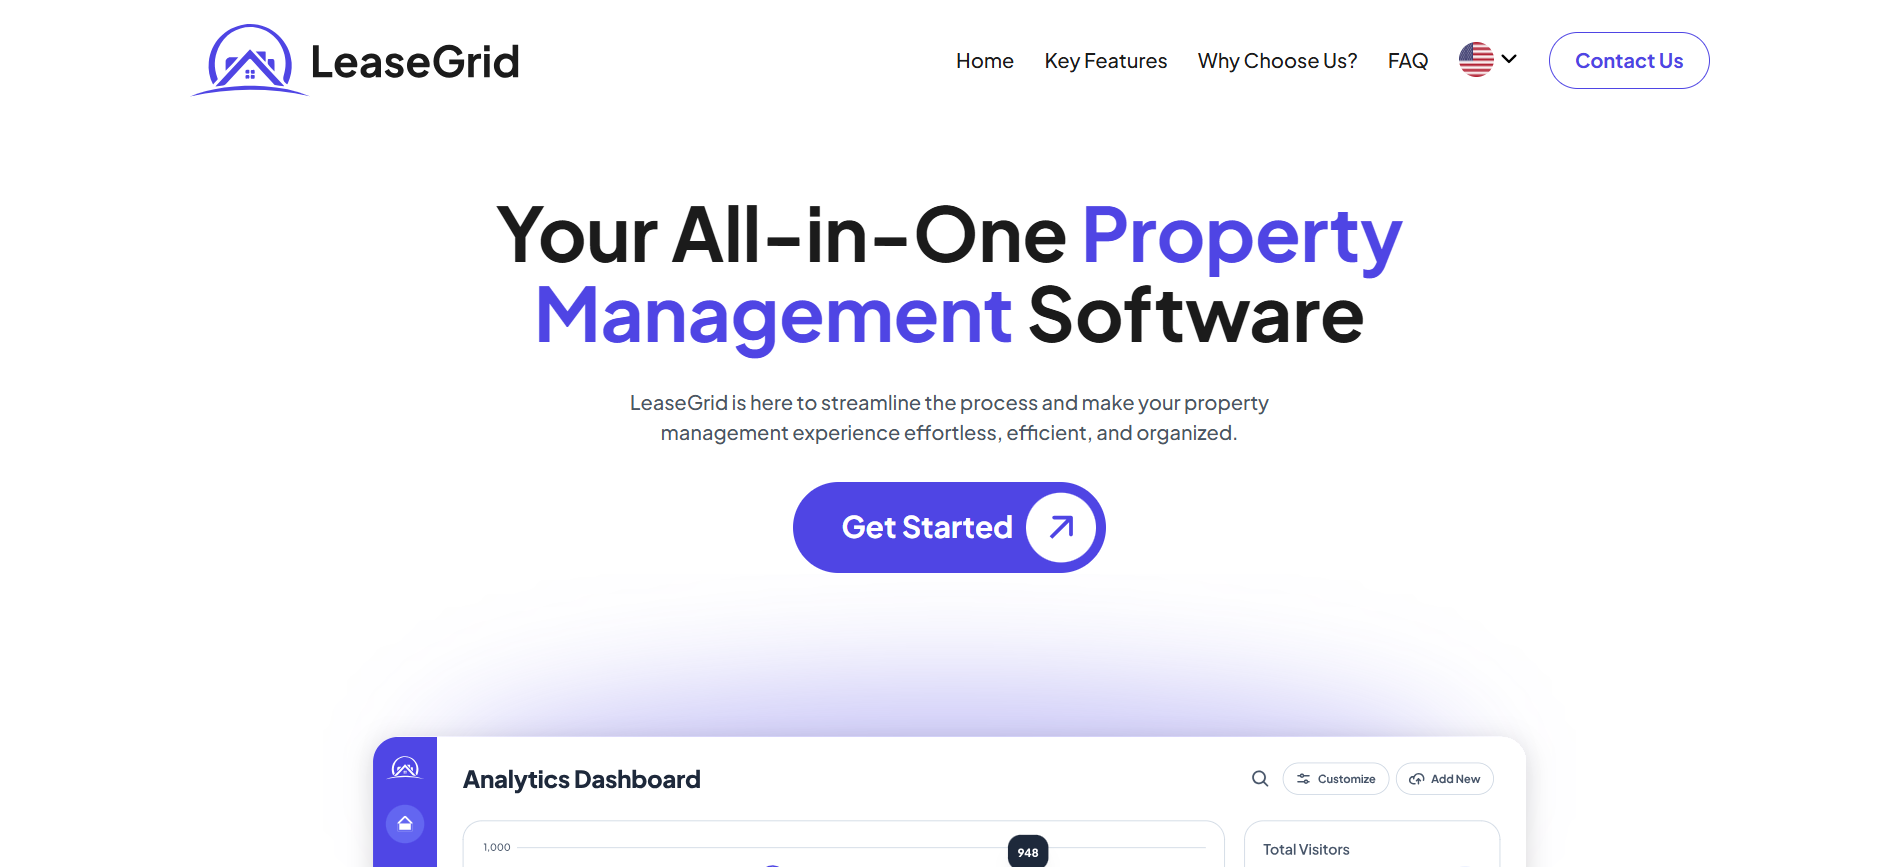 LeaseGrid
Home Key Features Why Choose Us? FAQ Contact Us
Your All-in-One Property
Management Software
LeaseGrid is here to streamline the process and make your property
management experience effortless, efficient, and organized.
Get Started
Analytics Dashboard
Customize Add New
1,000
948
Total Visitors